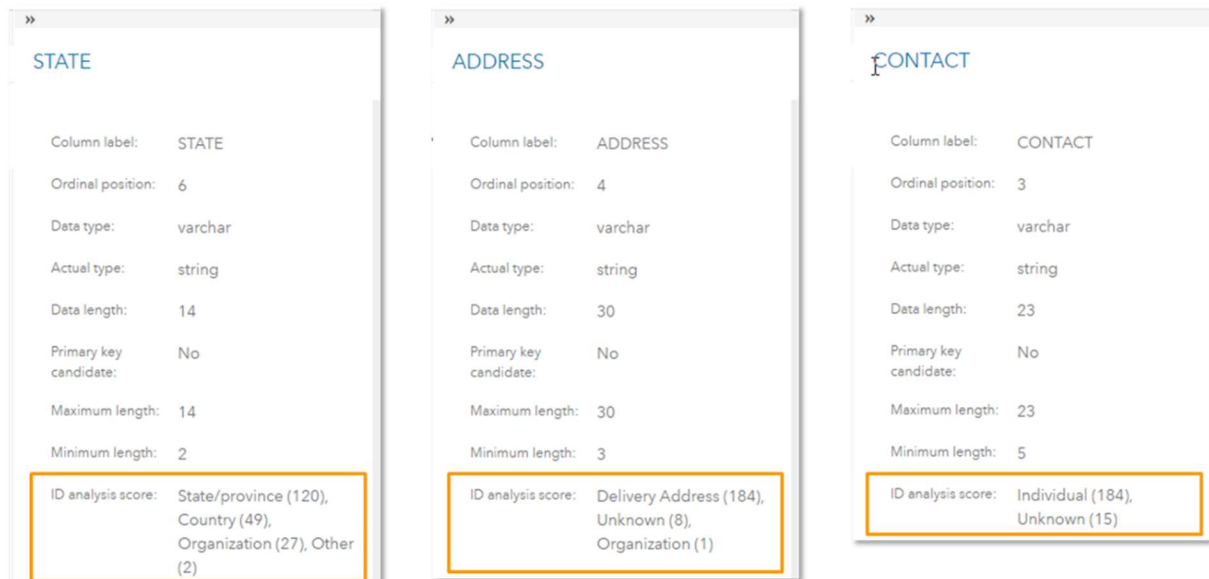 »
STATE
Column label: STATE
Ordinal position: 6
Data type: varchar
Actual type: string
Data length: 14
Primary key No
candidate:
Maximum length: 14
Minimum length: 2
ID analysis score: State/province (120),
Country (49),
Organization (27), Other
(2)
»
ADDRESS
Column label: ADDRESS
Ordinal position: 4
Data type: varchar
Actual type: string
Data length: 30
Primary key No
candidate:
Maximum length: 30
Minimum length: 3
ID analysis score: Delivery Address (184),
Unknown (8),
Organization (1)
»
CONTACT
Column label: CONTACT
Ordinal position: 3
Data type: varchar
Actual type: string
Data length: 23
Primary key No
candidate:
Maximum length: 23
Minimum length: 5
ID analysis score: Individual (184),
Unknown (15)